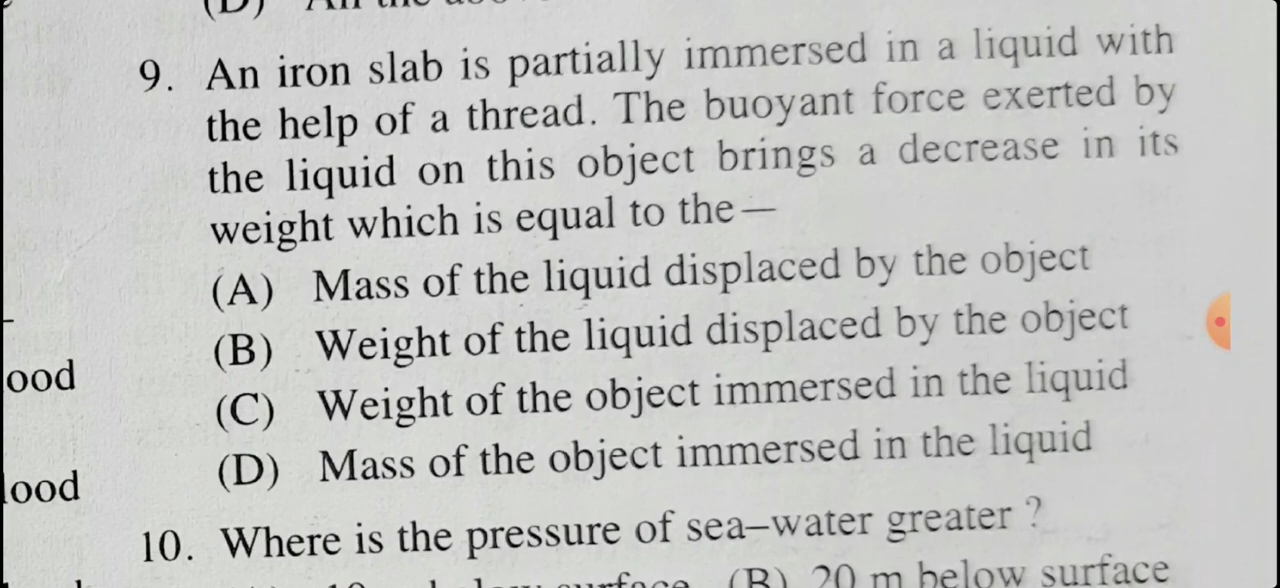 9. An iron slab is partially immersed in a liquid with
the help of a thread. The buoyant force exerted by
the liquid on this object brings a decrease in its
weight which is equal to the—
(A) Mass of the liquid displaced by the object
(B) Weight of the liquid displaced by the object
ood
(C) Weight of the object immersed in the liquid
(D) Mass of the object immersed in the liquid
lood
10. Where is the pressure of sea–water greater ?
(B) 20 m below surface